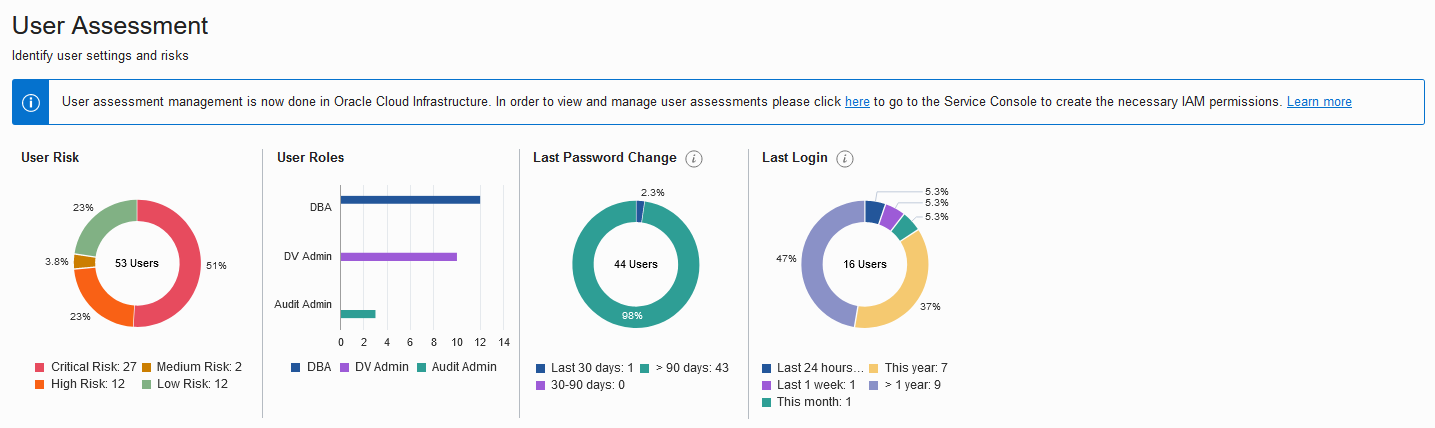 User Assessment
Identify user settings and risks
User assessment management is now done in Oracle Cloud Infrastructure. In order to view and manage user assessments please click here to go to the Service Console to create the necessary IAM permissions. Learn more
User Risk
23%
3.8%
53 Users
51%
23%
Critical Risk: 27
Medium Risk: 2
High Risk: 12
Low Risk: 12
User Roles
DBA
DV Admin
Audit Admin
0 2 4 6 8 10 12 14
DBA DV Admin Audit Admin
Last Password Change
2.3%
44 Users
98%
Last 30 days: 1
> 90 days: 43
30-90 days: 0
Last Login
5.3%
5.3%
5.3%
47%
16 Users
37%
Last 24 hours...
This year: 7
Last 1 week: 1
> 1 year: 9
This month: 1